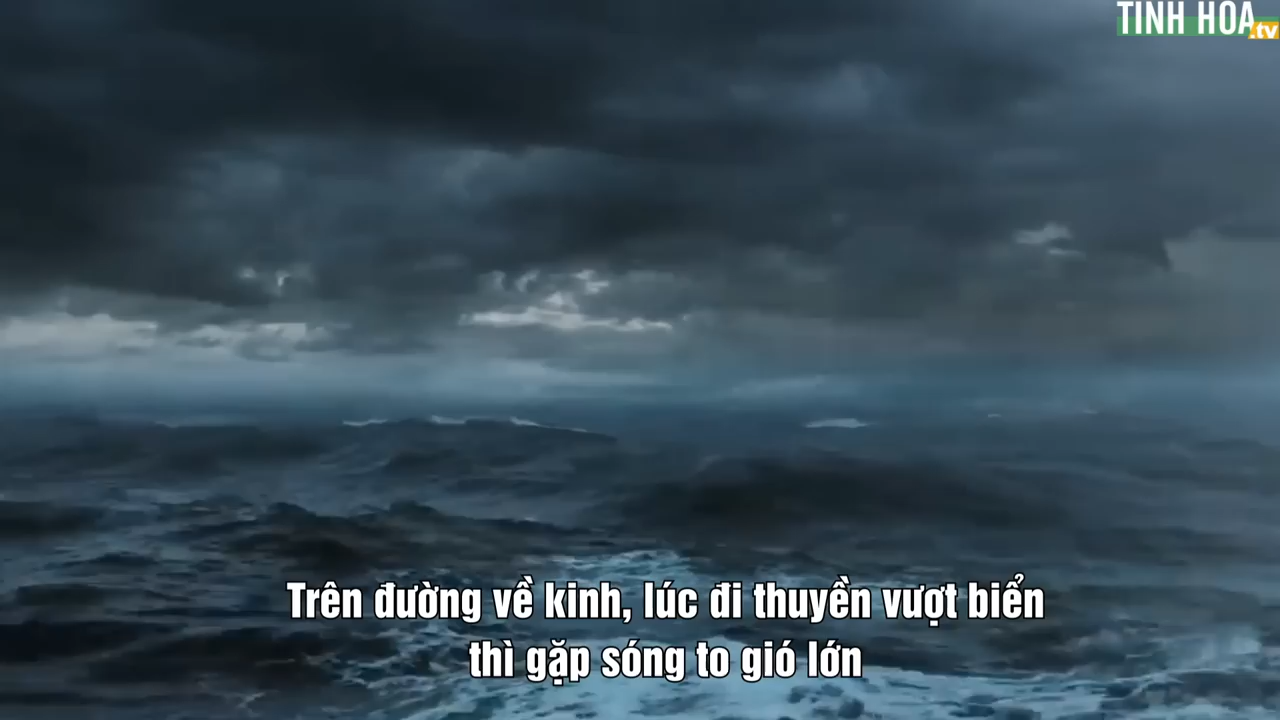 TINH HOA
.tv
Trên đường về kinh, lúc đi thuyền vượt biển
thì gặp sóng to gió lớn